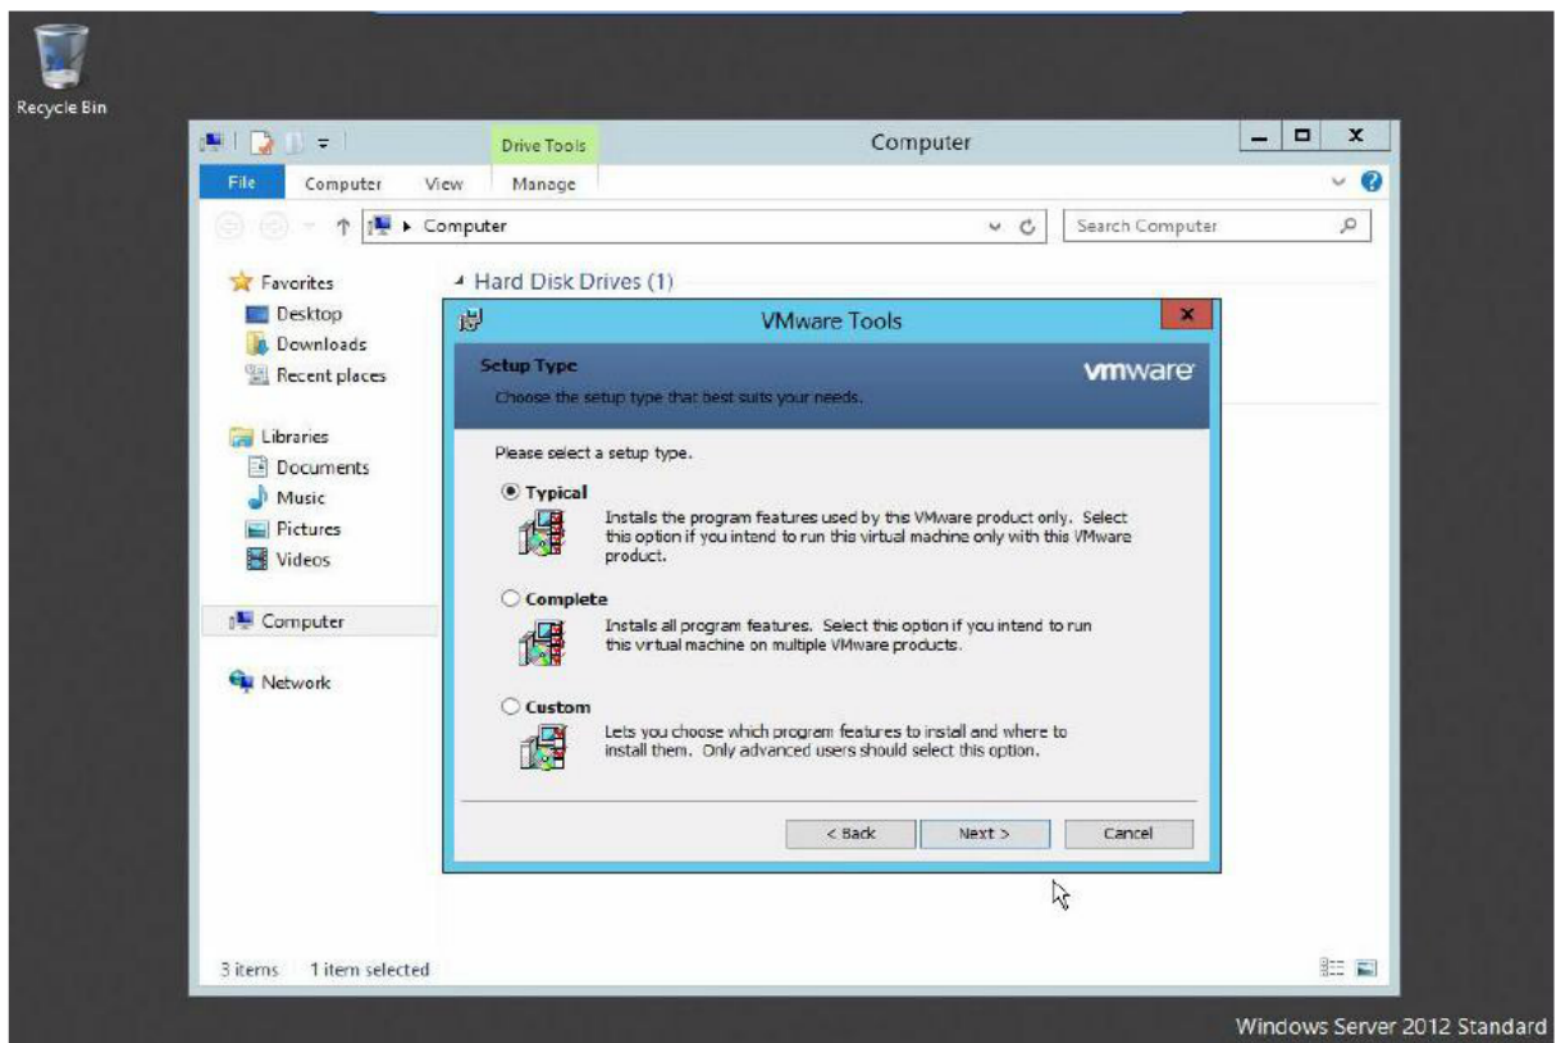 Recycle Bin
Drive Tools
Computer
File
Computer
View
Manage
Computer
Search Computer
Favorites
Desktop
Downloads
Recent places
Libraries
Documents
Music
Pictures
Videos
Computer
Network
Hard Disk Drives (1)
VMware Tools
Setup Type
vmware
Choose the setup type that best suits your needs.
Please select a setup type.
Typical
Installs the program features used by this VMware product only. Select
this option if you intend to run this virtual machine only with this VMware
product.
Complete
Installs all program features. Select this option if you intend to run
this virtual machine on multiple VMware products.
Custom
Lets you choose which program features to install and where to
install them. Only advanced users should select this option.
< Back
Next >
Cancel
3 items
1 item selected
Windows Server 2012 Standard